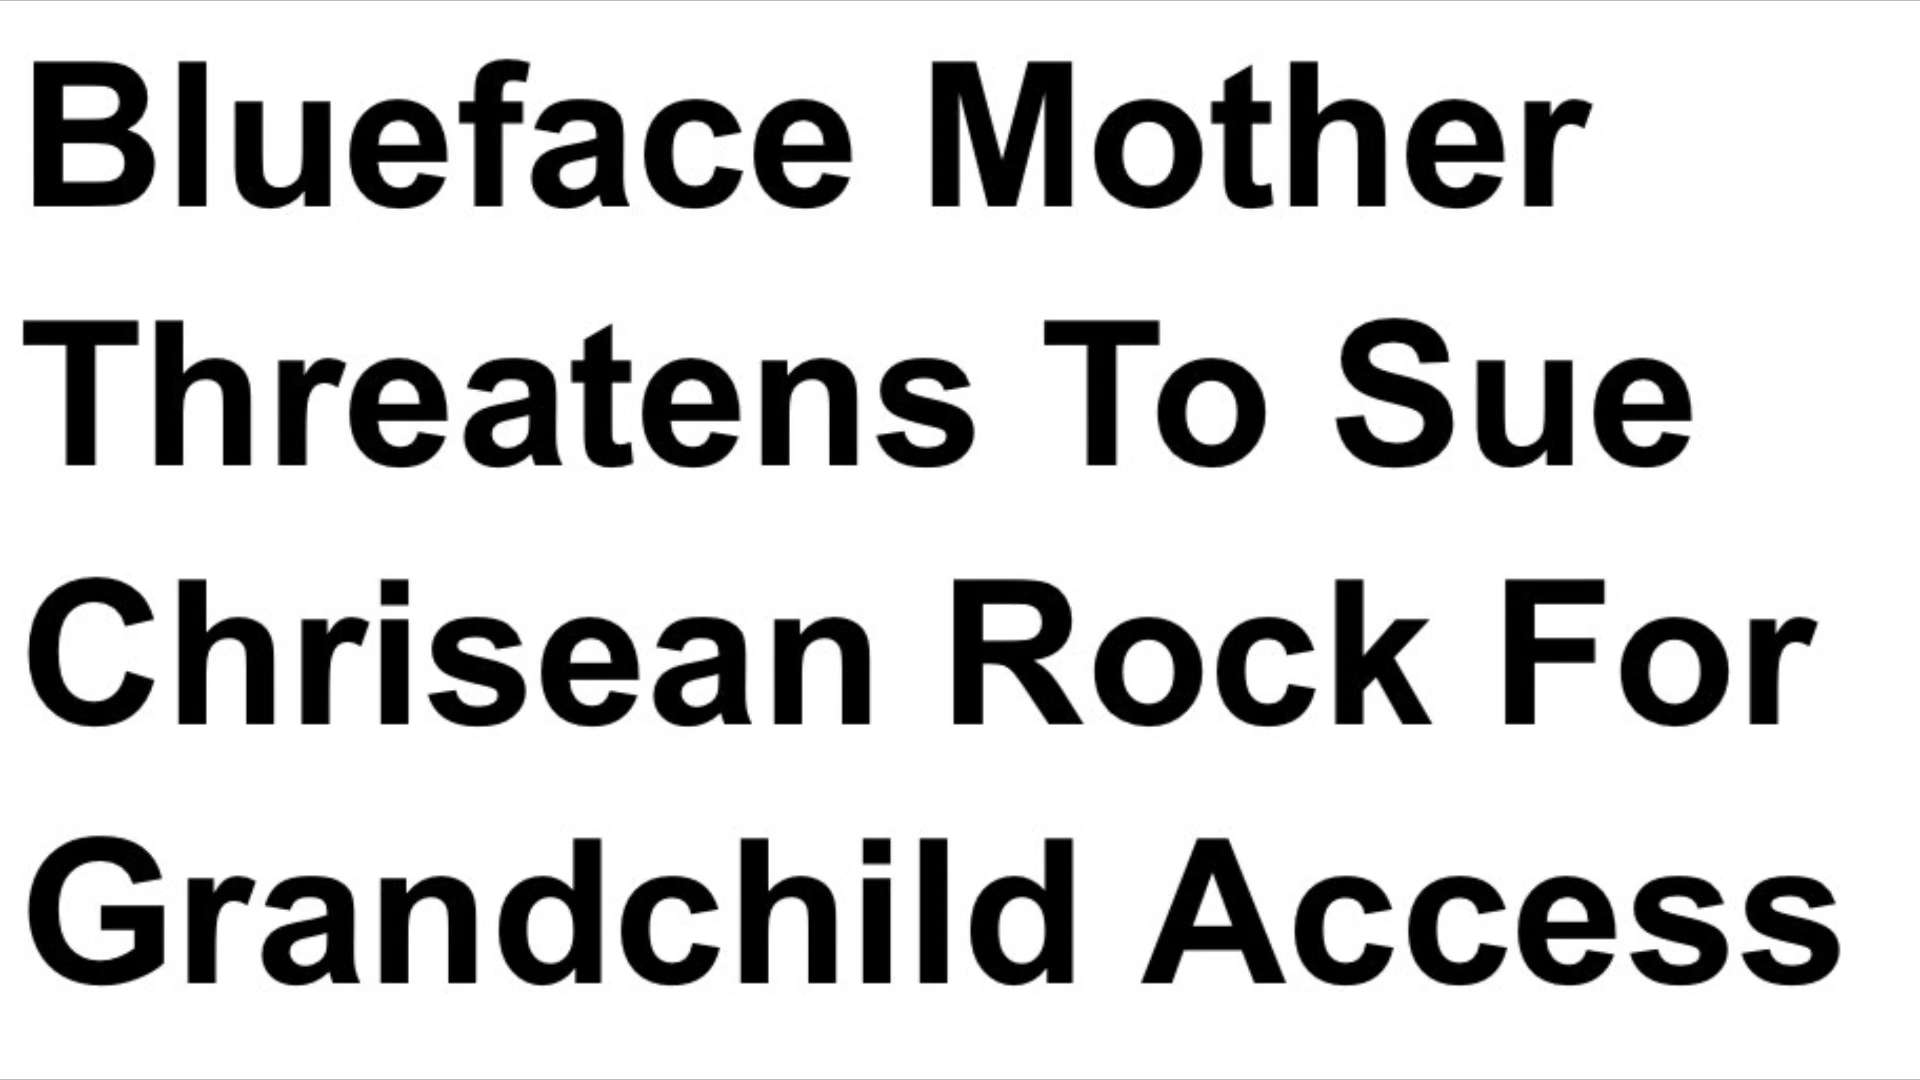 Blueface Mother
Threatens To Sue
Chrisean Rock For
Grandchild Access